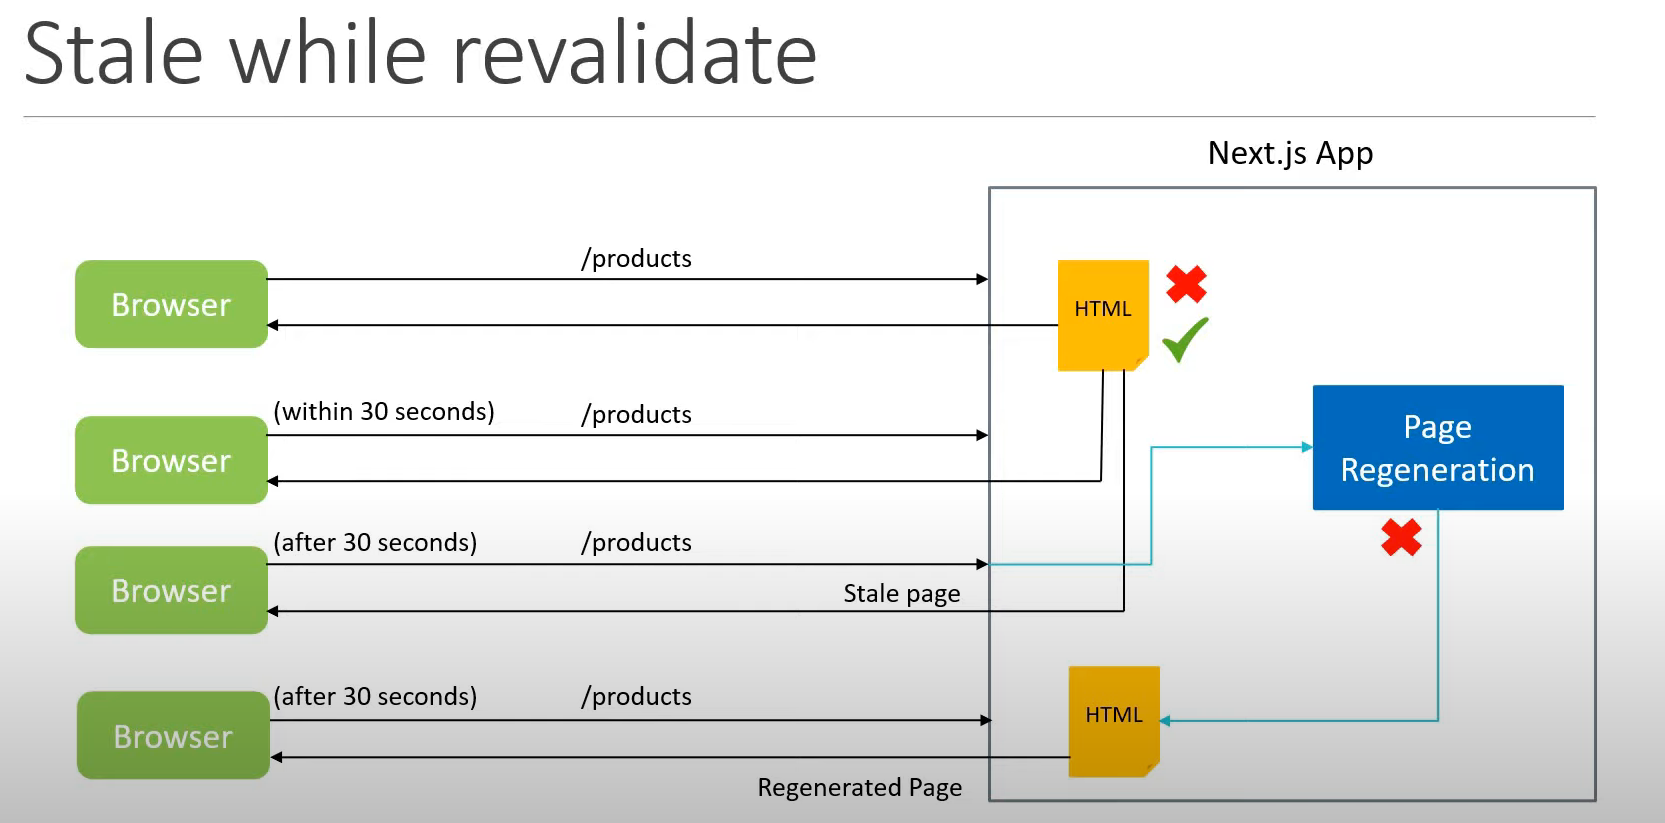 Stale while revalidate
Next.js App
/products
Browser
HTML
(within 30 seconds)
/products
Browser
Page
Regeneration
(after 30 seconds)
/products
Browser
Stale page
(after 30 seconds)
/products
Browser
HTML
Regenerated Page